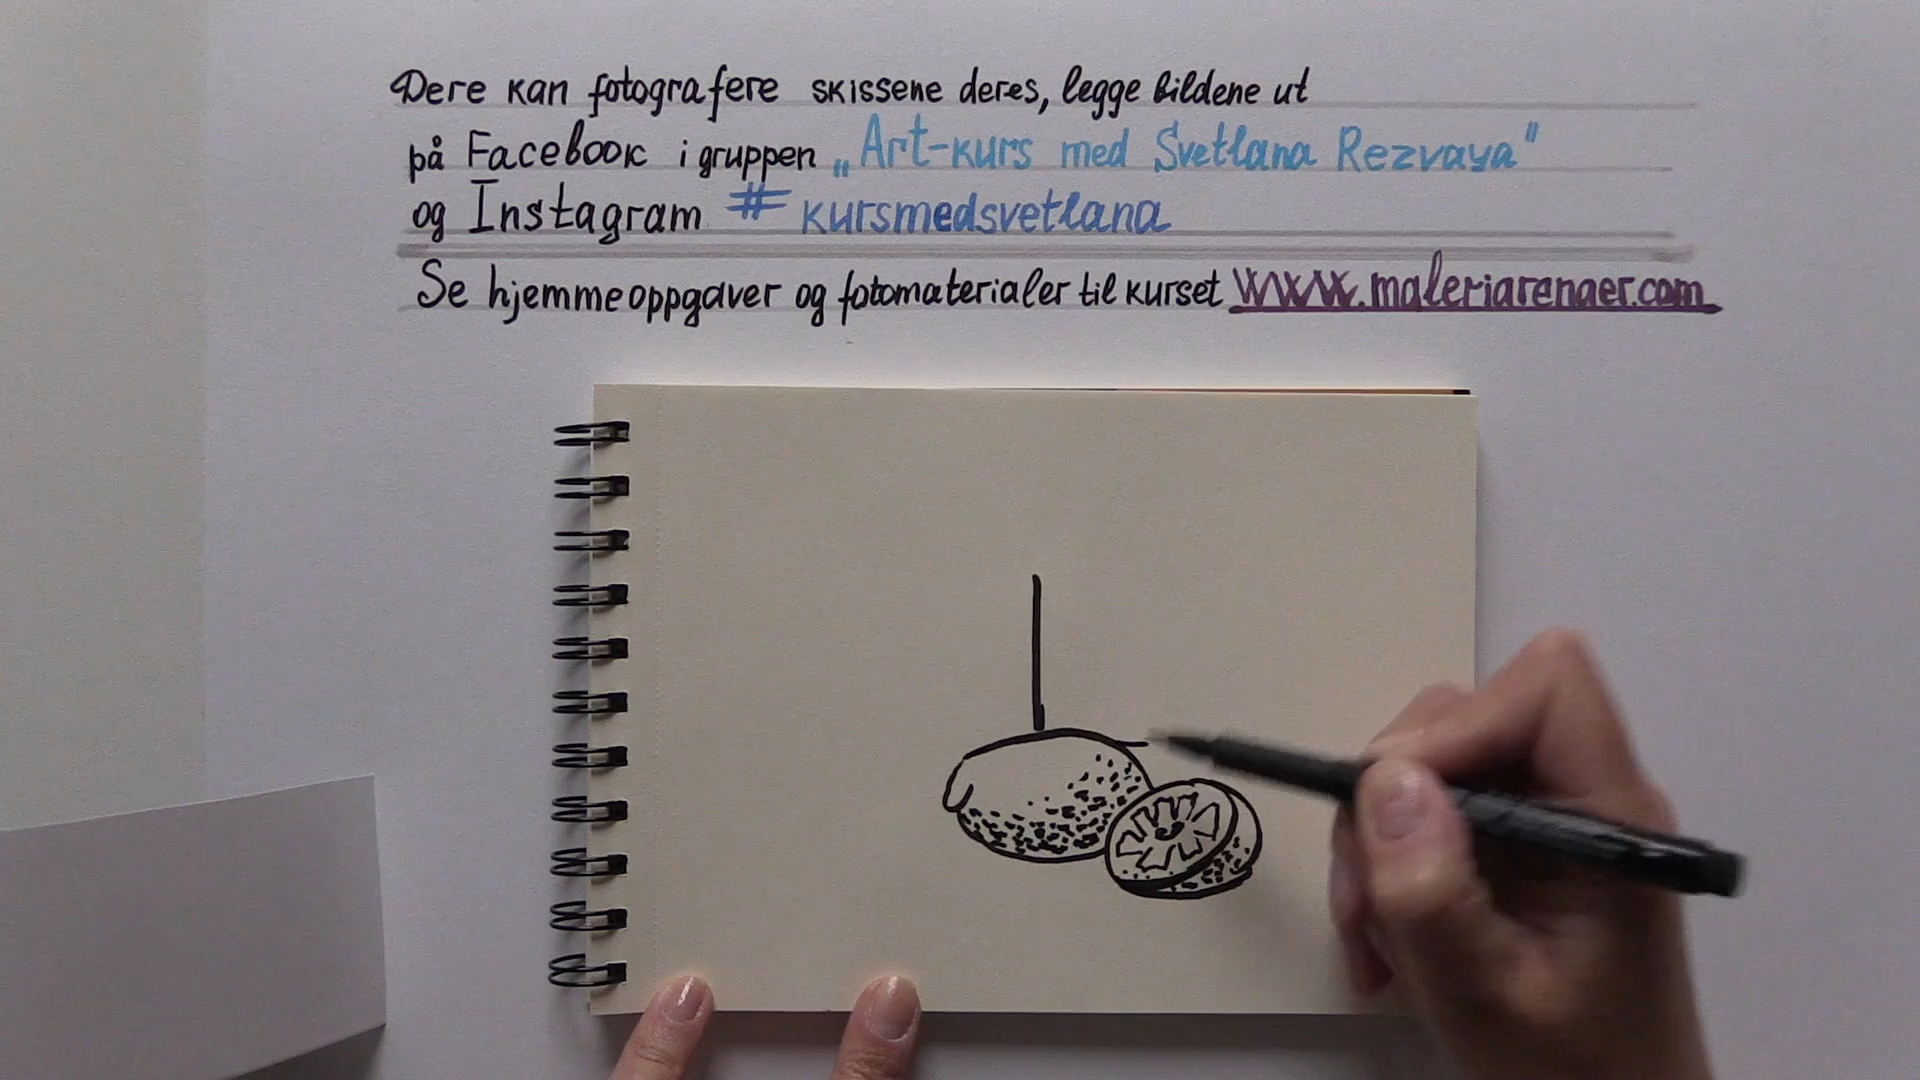 Dere kan fotografere skissene deres, legge bildene ut
på Facebook i gruppen „Art-kurs med Svetlana Rezvaya"
og Instagram # kursmedsvetlana
Se hjemmeoppgaver og fotomaterialer til kurset www.maleriarenaer.com